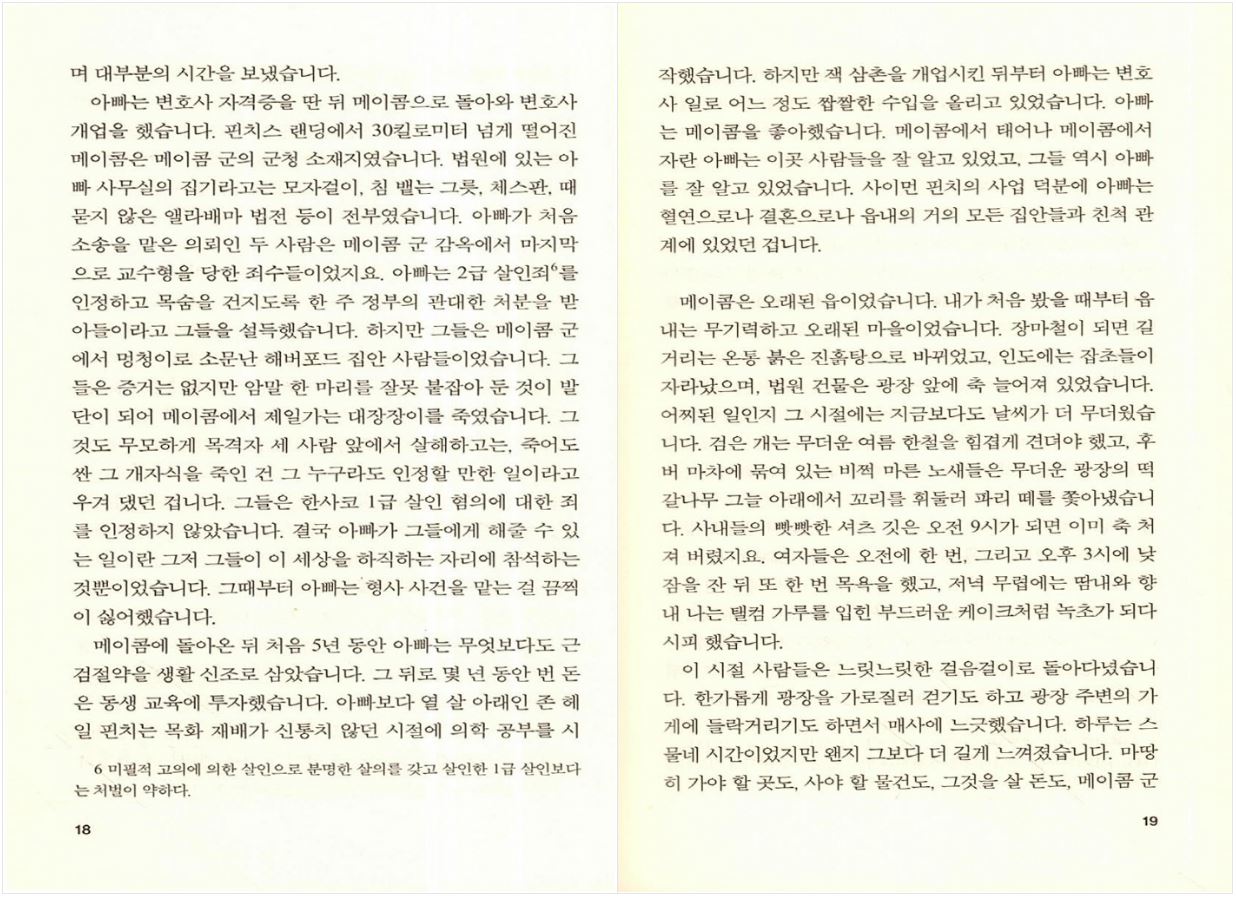 며 대부분의 시간을 보냈습니다.
아빠는 변호사 자격증을 딴 뒤 메이콤으로 돌아와 변호사
개업을 했습니다. 핀치스 랜딩에서 30킬로미터 넘게 떨어진
메이콤은 메이콤 군의 군청 소재지였습니다. 법원에 있는 아
빠 사무실의 집기라고는 모자걸이, 침 뱉는 그릇, 체스판, 때
묻지 않은 앨라배마 법전 등이 전부였습니다. 아빠가 처음
소송을 맡은 의뢰인 두 사람은 메이콤 군 감옥에서 마지막
으로 교수형을 당한 죄수들이었지요. 아빠는 2급 살인죄6를
인정하고 목숨을 건지도록 한 주 정부의 관대한 처분을 받
아들이라고 그들을 설득했습니다. 하지만 그들은 메이콤 군
에서 멍청이로 소문난 해버포드 집안 사람들이었습니다. 그
들은 증거는 없지만 암말 한 마리를 잘못 붙잡아 둔 것이 발
단이 되어 메이콤에서 제일가는 대장장이를 죽였습니다. 그
것도 무모하게 목격자 세 사람 앞에서 살해하고는, 죽어도
싼 그 개자식을 죽인 건 그 누구라도 인정할 만한 일이라고
우겨 댔던 겁니다. 그들은 한사코 1급 살인 혐의에 대한 죄
를 인정하지 않았습니다. 결국 아빠가 그들에게 해줄 수 있
는 일이란 그저 그들이 이 세상을 하직하는 자리에 참석하는
것뿐이었습니다. 그때부터 아빠는 형사 사건을 맡는 걸 끔찍
이 싫어했습니다.
메이콤에 돌아온 뒤 처음 5년 동안 아빠는 무엇보다도 근
검절약을 생활 신조로 삼았습니다. 그 뒤로 몇 년 동안 번 돈
은 동생 교육에 투자했습니다. 아빠보다 열 살 아래인 존 헤
일 핀치는 목화 재배가 신통치 않던 시절에 의학 공부를 시
6 미필적 고의에 의한 살인으로 분명한 살의를 갖고 살인한 1급 살인보다
는 처벌이 약하다.
18
작했습니다. 하지만 잭 삼촌을 개업시킨 뒤부터 아빠는 변호
사 일로 어느 정도 짭짤한 수입을 올리고 있었습니다. 아빠
는 메이콤을 좋아했습니다. 메이콤에서 태어나 메이콤에서
자란 아빠는 이곳 사람들을 잘 알고 있었고, 그들 역시 아빠
를 잘 알고 있었습니다. 사이먼 핀치의 사업 덕분에 아빠는
혈연으로나 결혼으로나 읍내의 거의 모든 집안들과 친척 관
계에 있었던 겁니다.
메이콤은 오래된 읍이었습니다. 내가 처음 봤을 때부터 읍
내는 무기력하고 오래된 마을이었습니다. 장마철이 되면 길
거리는 온통 붉은 진흙탕으로 바뀌었고, 인도에는 잡초들이
자라났으며, 법원 건물은 광장 앞에 축 늘어져 있었습니다.
어찌된 일인지 그 시절에는 지금보다도 날씨가 더 무더웠습
니다. 검은 개는 무더운 여름 한철을 힘겹게 견뎌야 했고, 후
버 마차에 묶여 있는 비쩍 마른 노새들은 무더운 광장의 떡
갈나무 그늘 아래에서 꼬리를 휘둘러 파리 떼를 쫓아냈습니
다. 사내들의 빳빳한 셔츠 깃은 오전 9시가 되면 이미 축 처
져 버렸지요. 여자들은 오전에 한 번, 그리고 오후 3시에 낮
잠을 잔 뒤 또 한 번 목욕을 했고, 저녁 무렵에는 땀내와 향
내 나는 탤컴 가루를 입힌 부드러운 케이크처럼 녹초가 되다
시피 했습니다.
이 시절 사람들은 느릿느릿한 걸음걸이로 돌아다녔습니
다. 한가롭게 광장을 가로질러 걷기도 하고 광장 주변의 가
게에 들락거리기도 하면서 매사에 느긋했습니다. 하루는 스
물네 시간이었지만 왠지 그보다 더 길게 느껴졌습니다. 마땅
히 가야 할 곳도, 사야 할 물건도, 그것을 살 돈도, 메이콤 군
19